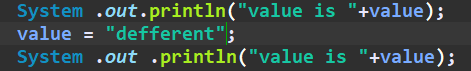 System .out.println("value is "+value);
value = "defferent";
System .out .println("value is "+value);